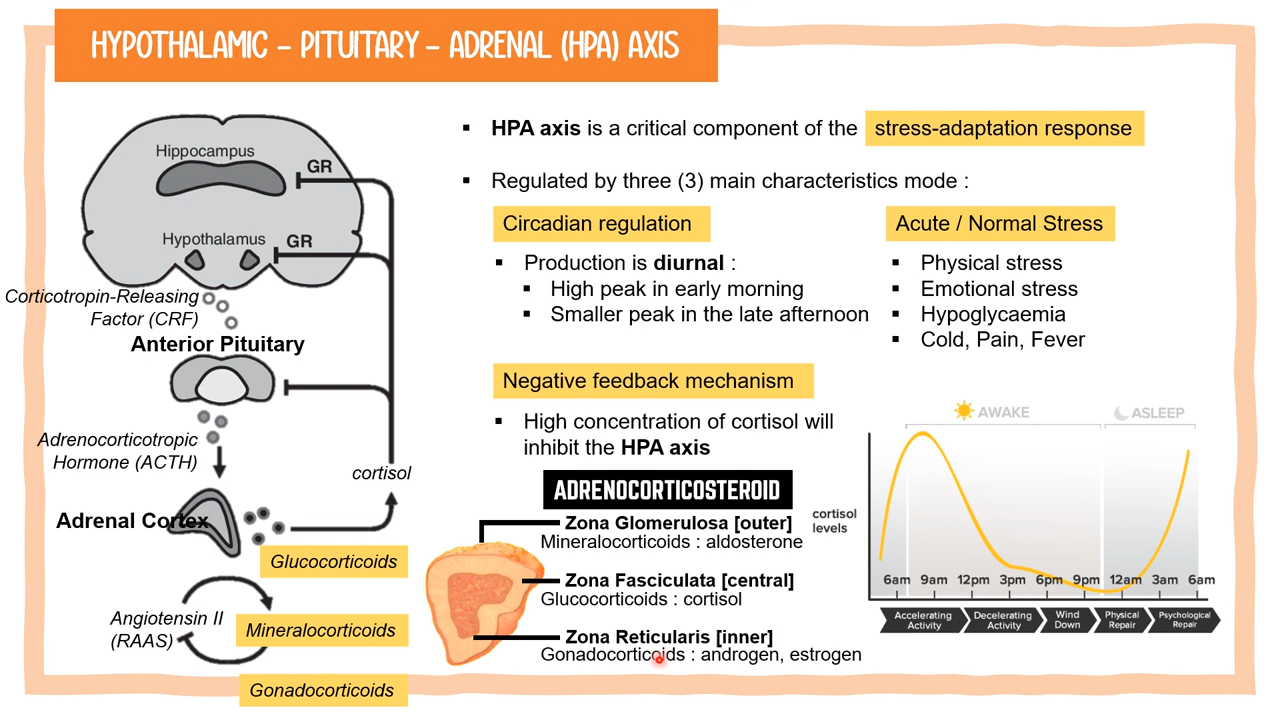 HYPOTHALAMIC – PITUITARY – ADRENAL (HPA) AXIS
Hippocampus
GR
Hypothalamus
GR
Corticotropin-Releasing
Factor (CRF)
Anterior Pituitary
Adrenocorticotropic
Hormone (ACTH)
cortisol
Adrenal Cortex
Glucocorticoids
Angiotensin II
(RAAS)
Mineralocorticoids
Gonadocorticoids
▪ HPA axis is a critical component of the stress-adaptation response
▪ Regulated by three (3) main characteristics mode :
Circadian regulation
▪ Production is diurnal :
▪ High peak in early morning
▪ Smaller peak in the late afternoon
Acute / Normal Stress
▪ Physical stress
▪ Emotional stress
▪ Hypoglycaemia
▪ Cold, Pain, Fever
Negative feedback mechanism
▪ High concentration of cortisol will
inhibit the HPA axis
ADRENOCORTICOSTEROID
Zona Glomerulosa [outer]
Mineralocorticoids : aldosterone
Zona Fasciculata [central]
Glucocorticoids : cortisol
Zona Reticularis [inner]
Gonadocorticoids : androgen, estrogen
AWAKE
ASLEEP
cortisol
levels
6am 9am 12pm 3pm 6pm 9pm 12am 3am 6am
Accelerating
Activity
Decelerating
Activity
Wind
Down
Physical
Repair
Psychological
Repair